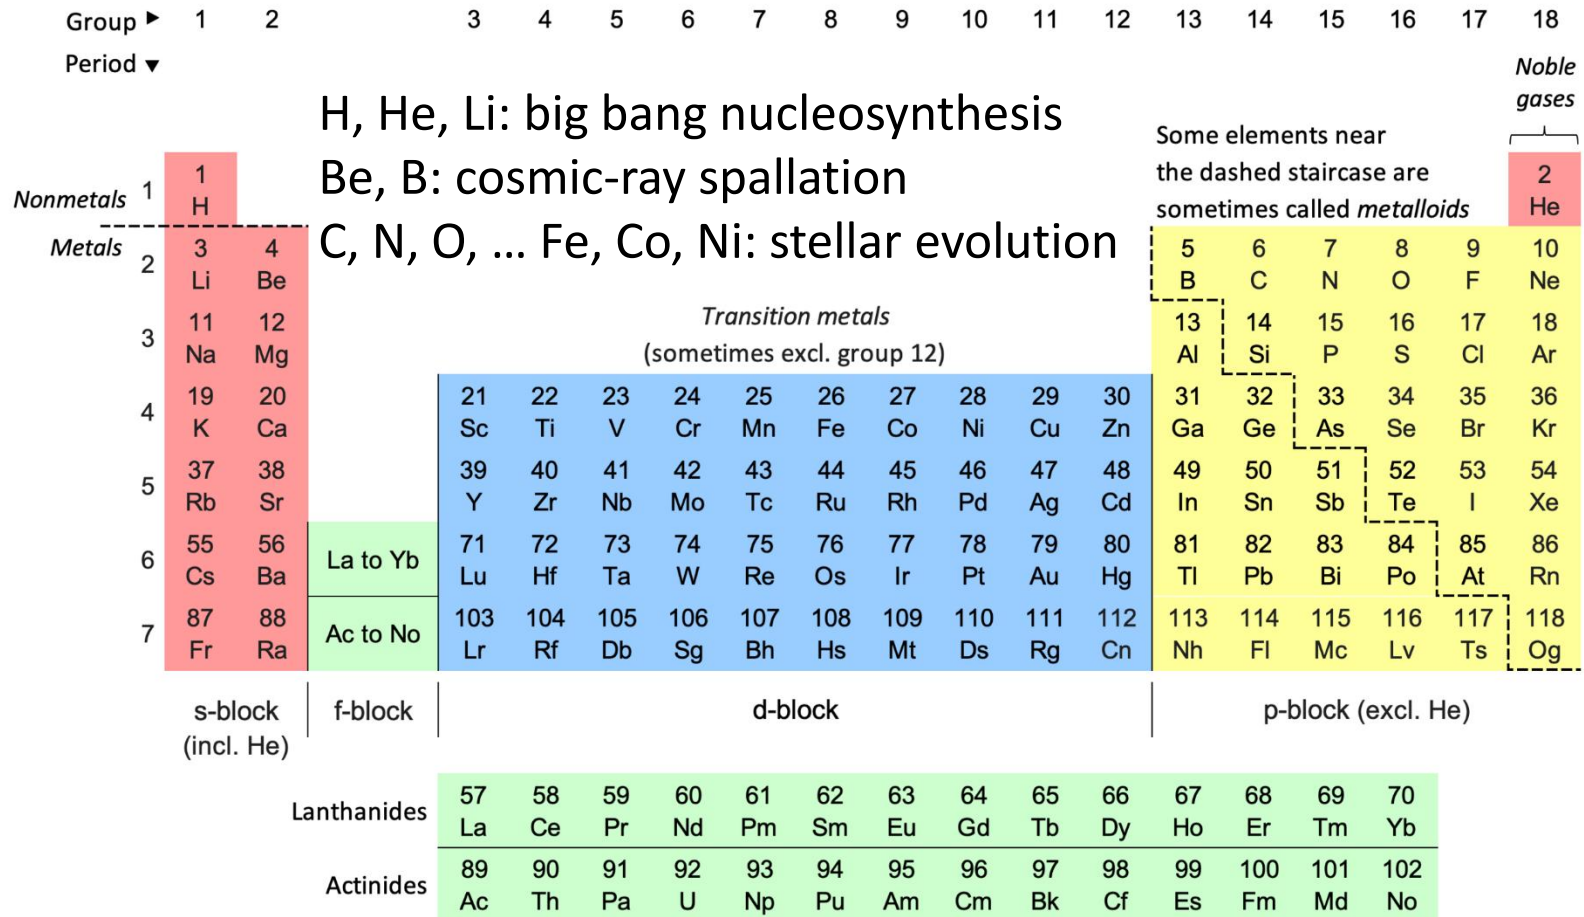 Group ▶ 1 2 3 4 5 6 7 8 9 10 11 12 13 14 15 16 17 18
Period ▼
Noble
gases
H, He, Li: big bang nucleosynthesis
Be, B: cosmic-ray spallation
C, N, O, … Fe, Co, Ni: stellar evolution
Some elements near
the dashed staircase are
sometimes called metalloids
Nonmetals
Metals
1
1 2
H He
2
3 4 5 6 7 8 9 10
Li Be B C N O F Ne
Transition metals
(sometimes excl. group 12)
3
11 12 13 14 15 16 17 18
Na Mg Al Si P S Cl Ar
4
19 20 21 22 23 24 25 26 27 28 29 30 31 32 33 34 35 36
K Ca Sc Ti V Cr Mn Fe Co Ni Cu Zn Ga Ge As Se Br Kr
5
37 38 39 40 41 42 43 44 45 46 47 48 49 50 51 52 53 54
Rb Sr Y Zr Nb Mo Tc Ru Rh Pd Ag Cd In Sn Sb Te I Xe
6
55 56 La to Yb 71 72 73 74 75 76 77 78 79 80 81 82 83 84 85 86
Cs Ba Lu Hf Ta W Re Os Ir Pt Au Hg Tl Pb Bi Po At Rn
7
87 88 Ac to No 103 104 105 106 107 108 109 110 111 112 113 114 115 116 117 118
Fr Ra Lr Rf Db Sg Bh Hs Mt Ds Rg Cn Nh Fl Mc Lv Ts Og
s-block
(incl. He)
f-block
d-block
p-block (excl. He)
Lanthanides
57 58 59 60 61 62 63 64 65 66 67 68 69 70
La Ce Pr Nd Pm Sm Eu Gd Tb Dy Ho Er Tm Yb
Actinides
89 90 91 92 93 94 95 96 97 98 99 100 101 102
Ac Th Pa U Np Pu Am Cm Bk Cf Es Fm Md No